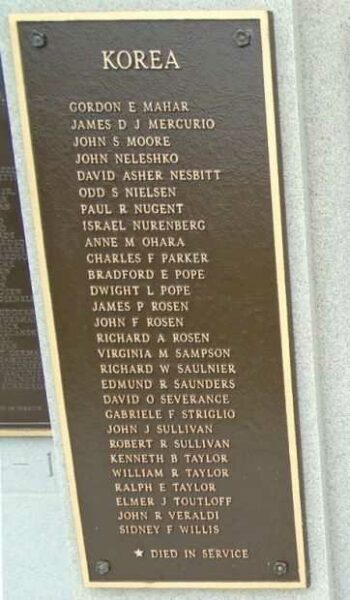 KOREA
GORDON E MAHAR
JAMES D J MERCURIO
JOHN S MOORE
JOHN NELESHKO
DAVID ASHER NESBITT
ODD S NIELSEN
PAUL R NUGENT
ISRAEL NURENBERG
ANNE M OHARA
CHARLES F PARKER
BRADFORD E POPE
DWIGHT L POPE
JAMES P ROSEN
JOHN F ROSEN
RICHARD A ROSEN
VIRGINIA M SAMPSON
RICHARD W SAULNIER
EDMUND R SAUNDERS
DAVID O SEVERANCE
GABRIELE F STRIGLIO
JOHN J SULLIVAN
ROBERT R SULLIVAN
KENNETH B TAYLOR
WILLIAM R TAYLOR
RALPH E TAYLOR
ELMER J TOUTLOFF
JOHN R VERALDI
SIDNEY F WILLIS
★ DIED IN SERVICE